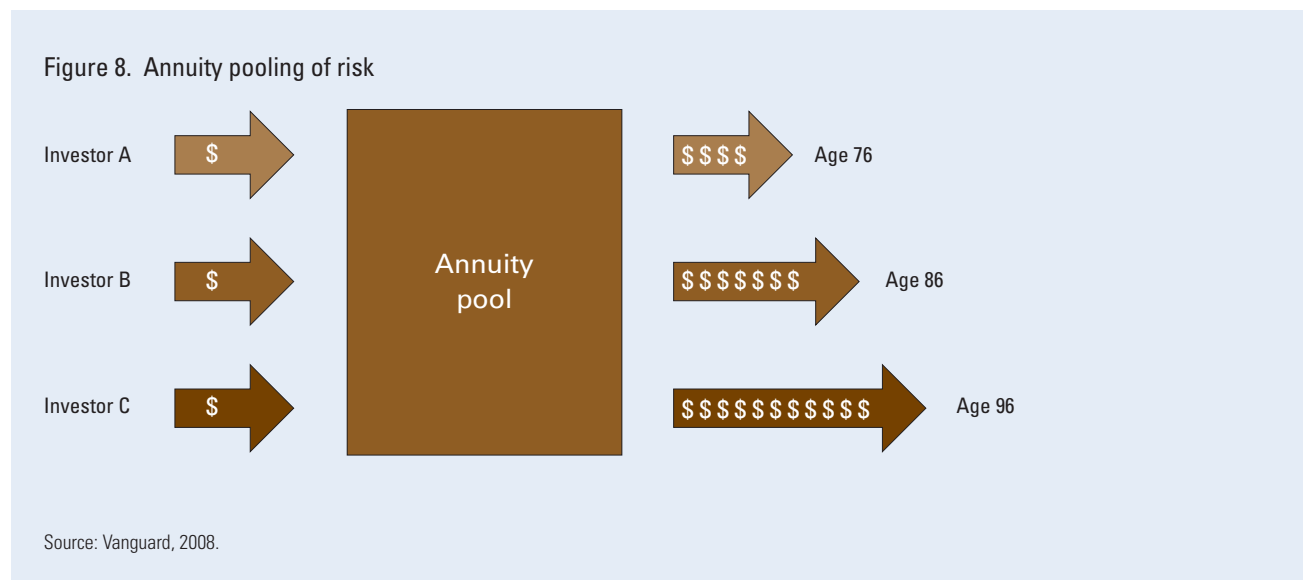 Figure 8. Annuity pooling of risk
Investor A
$
$ $ $ $
Age 76
Investor B
$
Annuity
pool
$ $ $ $ $ $ $
Age 86
Investor C
$
$ $ $ $ $ $ $ $ $ $ $
Age 96
Source: Vanguard, 2008.